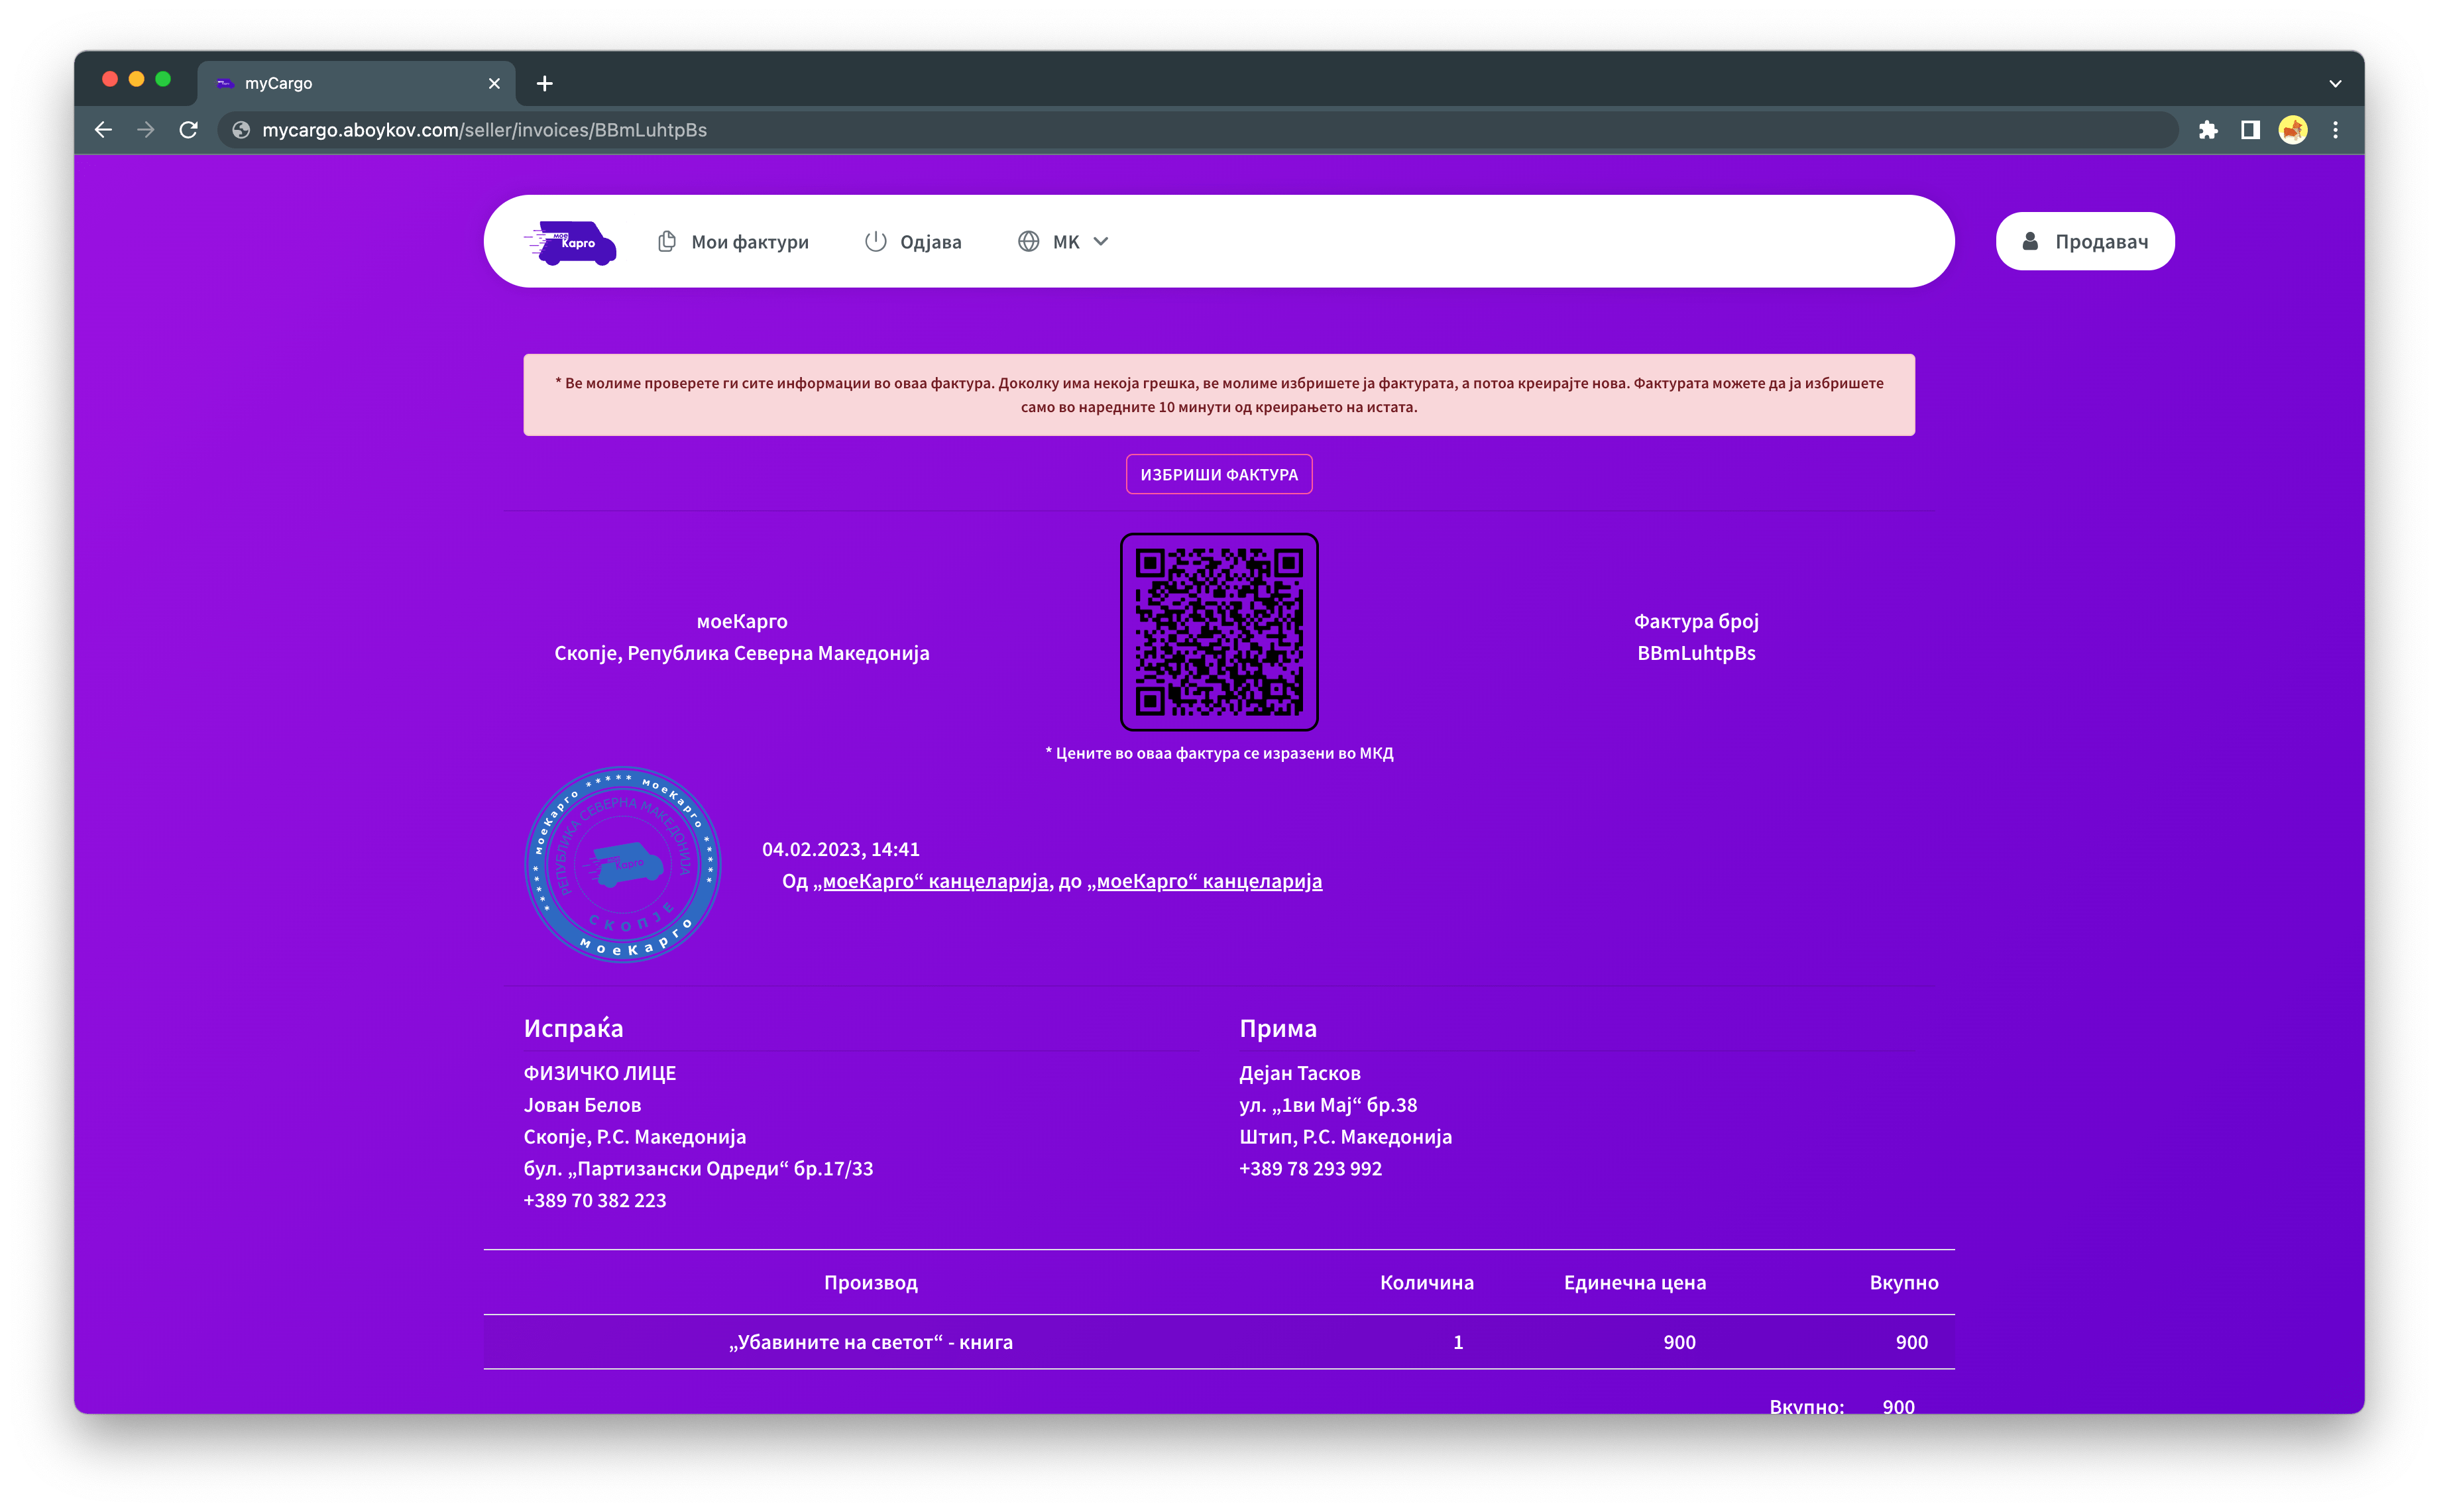 myCargo
mycargo.aboykov.com/seller/invoices/BBmLuhtpBs
мое
Карго
Мои фактури
Одјава
МК
Продавач
* Ве молиме проверете ги сите информации во оваа фактура. Доколку има некоја грешка, ве молиме избришете ја фактурата, а потоа креирајте нова. Фактурата можете да ја избришете
само во наредните 10 минути од креирањето на истата.
ИЗБРИШИ ФАКТУРА
моеКарго
Скопје, Република Северна Македонија
Фактура број
BBmLuhtpBs
* Цените во оваа фактура се изразени во МКД
***** моеКарго ***** моеКарго *****
РЕПУБЛИКА СЕВЕРНА МАКЕДОНИЈА
Карго
СКОПЈЕ
моеКарго
04.02.2023, 14:41
Од „моеКарго“ канцеларија, до „моеКарго“ канцеларија
Испраќа
ФИЗИЧКО ЛИЦЕ
Јован Белов
Скопје, Р.С. Македонија
бул. „Партизански Одреди“ бр.17/33
+389 70 382 223
Прима
Дејан Тасков
ул. „1ви Мај“ бр.38
Штип, Р.С. Македонија
+389 78 293 992
Производ Количина Единечна цена Вкупно
„Убавините на светот“ - книга 1 900 900
Вкупно: 900